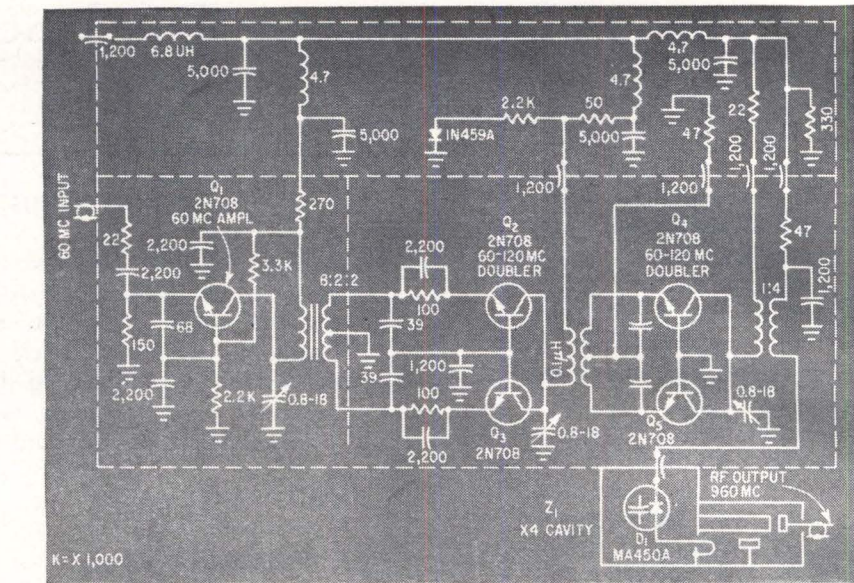 1,200
6.8 UH
5,000
4.7
5,000
4.7
5,000
4.7
5,000
2.2K
50
IN459A
47
22
330
1,200
1,200
1,200
1,200
60 MC INPUT
22
2,200
150
68
2,200
Q1
2N708
60 MC AMPL
2,200
270
3.3K
2.2K
0.8-18
8:2:2
2,200
100
39
39
1,200
100
2,200
Q2
2N708
60-120 MC
DOUBLER
Q3
2N708
0.8-18
0.1μH
Q4
2N708
60-120 MC
DOUBLER
Q5
2N708
0.8-18
1:4
47
1,200
Z1
X4 CAVITY
D1
MA450A
RF OUTPUT
960 MC
K = X 1,000